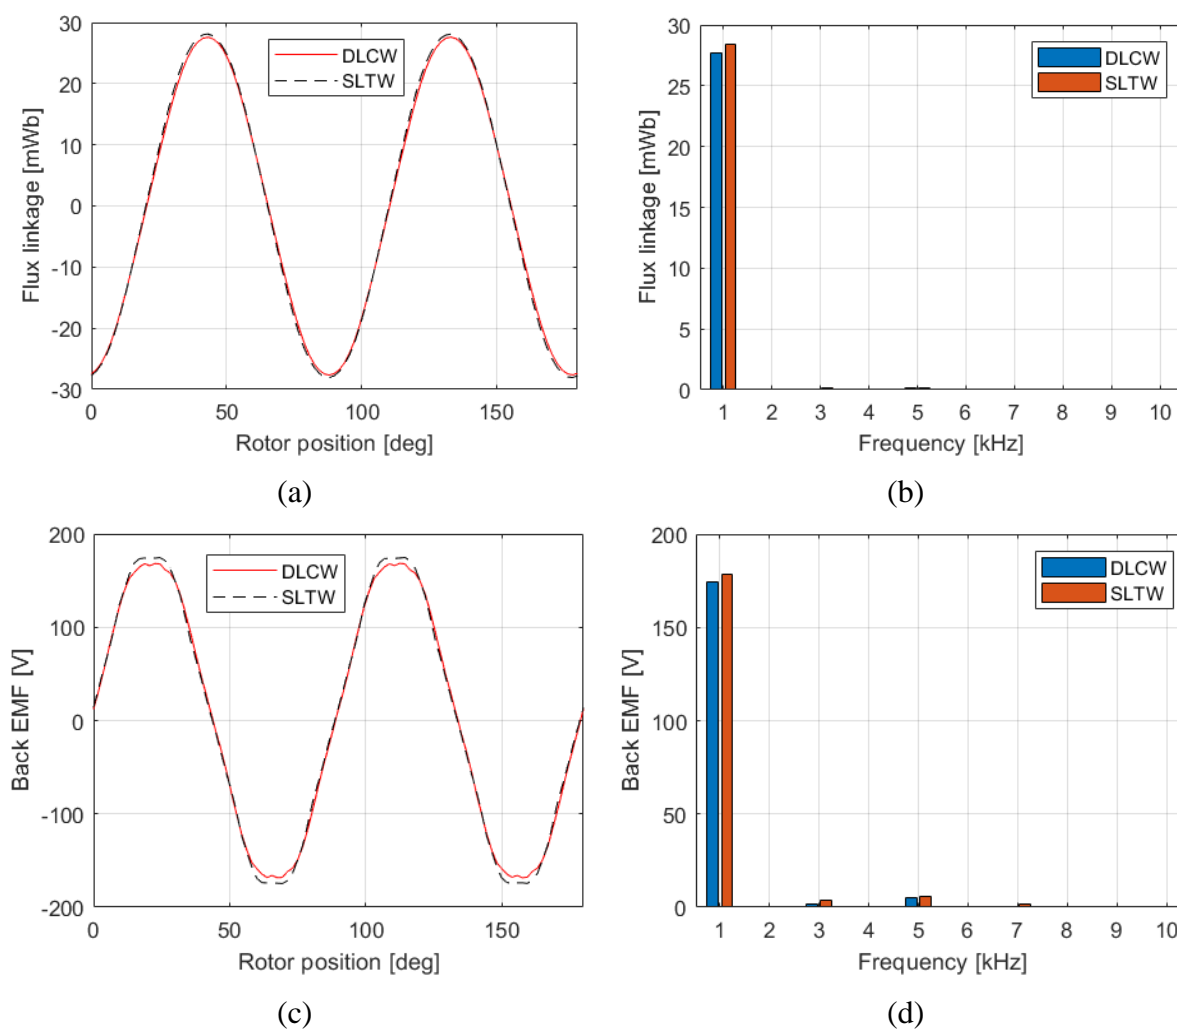 30
20
10
0
-10
-20
-30
Flux linkage [mWb]
DLCW
SLTW
0 50 100 150
Rotor position [deg]
(a)
30
25
20
15
10
5
0
Flux linkage [mWb]
DLCW
SLTW
1 2 3 4 5 6 7 8 9 10
Frequency [kHz]
(b)
200
100
0
-100
-200
Back EMF [V]
DLCW
SLTW
0 50 100 150
Rotor position [deg]
(c)
200
150
100
50
0
Back EMF [V]
DLCW
SLTW
1 2 3 4 5 6 7 8 9 10
Frequency [kHz]
(d)